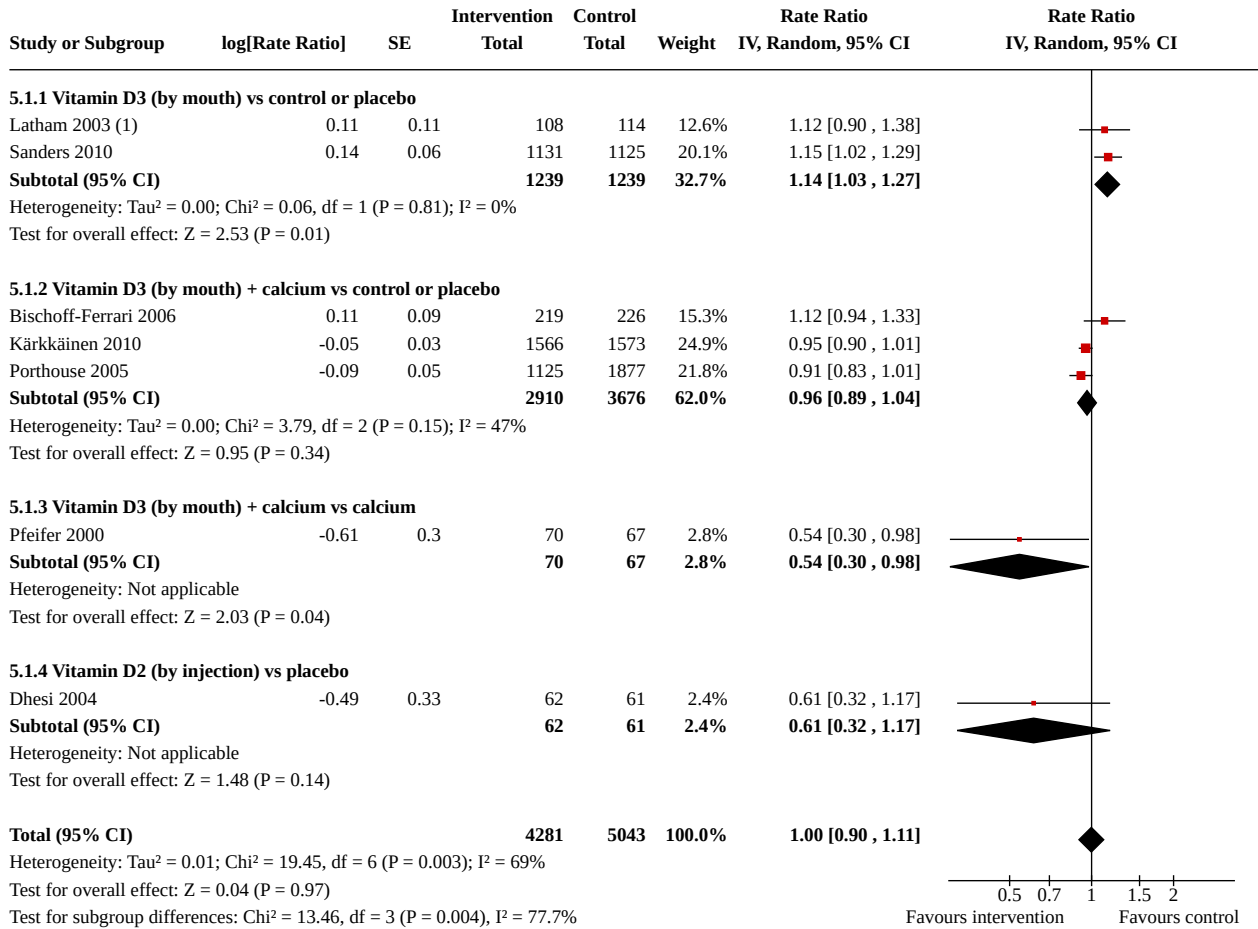 Intervention Control Rate Ratio Rate Ratio
Study or Subgroup log[Rate Ratio] SE Total Total Weight IV, Random, 95% CI IV, Random, 95% CI
5.1.1 Vitamin D3 (by mouth) vs control or placebo
Latham 2003 (1) 0.11 0.11 108 114 12.6% 1.12 [0.90 , 1.38]
Sanders 2010 0.14 0.06 1131 1125 20.1% 1.15 [1.02 , 1.29]
Subtotal (95% CI) 1239 1239 32.7% 1.14 [1.03 , 1.27]
Heterogeneity: Tau² = 0.00; Chi² = 0.06, df = 1 (P = 0.81); I² = 0%
Test for overall effect: Z = 2.53 (P = 0.01)
5.1.2 Vitamin D3 (by mouth) + calcium vs control or placebo
Bischoff-Ferrari 2006 0.11 0.09 219 226 15.3% 1.12 [0.94 , 1.33]
Kärkkäinen 2010 -0.05 0.03 1566 1573 24.9% 0.95 [0.90 , 1.01]
Porthouse 2005 -0.09 0.05 1125 1877 21.8% 0.91 [0.83 , 1.01]
Subtotal (95% CI) 2910 3676 62.0% 0.96 [0.89 , 1.04]
Heterogeneity: Tau² = 0.00; Chi² = 3.79, df = 2 (P = 0.15); I² = 47%
Test for overall effect: Z = 0.95 (P = 0.34)
5.1.3 Vitamin D3 (by mouth) + calcium vs calcium
Pfeifer 2000 -0.61 0.3 70 67 2.8% 0.54 [0.30 , 0.98]
Subtotal (95% CI) 70 67 2.8% 0.54 [0.30 , 0.98]
Heterogeneity: Not applicable
Test for overall effect: Z = 2.03 (P = 0.04)
5.1.4 Vitamin D2 (by injection) vs placebo
Dhesi 2004 -0.49 0.33 62 61 2.4% 0.61 [0.32 , 1.17]
Subtotal (95% CI) 62 61 2.4% 0.61 [0.32 , 1.17]
Heterogeneity: Not applicable
Test for overall effect: Z = 1.48 (P = 0.14)
Total (95% CI) 4281 5043 100.0% 1.00 [0.90 , 1.11]
Heterogeneity: Tau² = 0.01; Chi² = 19.45, df = 6 (P = 0.003); I² = 69%
Test for overall effect: Z = 0.04 (P = 0.97)
0.5 0.7 1 1.5 2
Test for subgroup differences: Chi² = 13.46, df = 3 (P = 0.004), I² = 77.7% Favours intervention Favours control